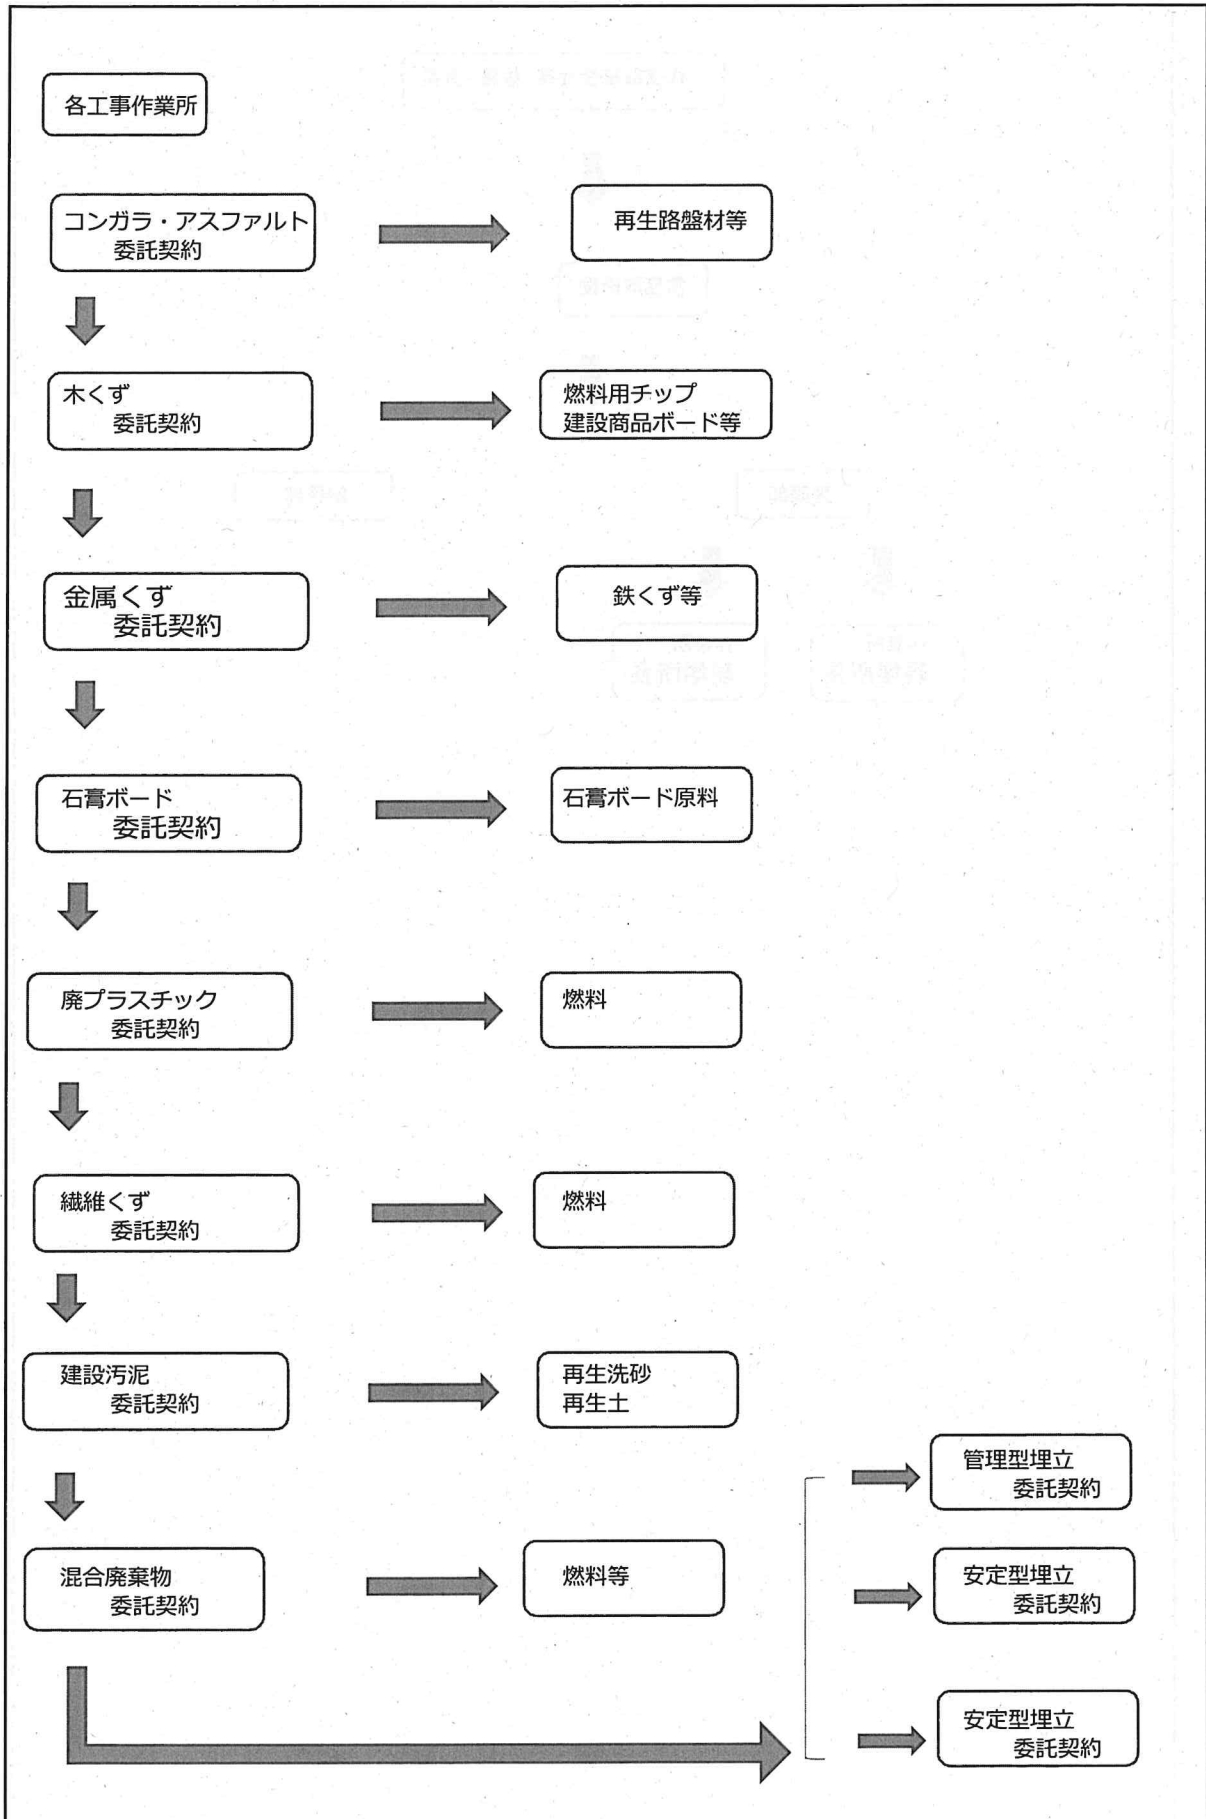 各工事作業所
コンガラ・アスファルト
委託契約
再生路盤材等
木くず
委託契約
燃料用チップ
建設商品ボード等
金属くず
委託契約
鉄くず等
石膏ボード
委託契約
石膏ボード原料
廃プラスチック
委託契約
燃料
繊維くず
委託契約
燃料
建設汚泥
委託契約
再生洗砂
再生土
混合廃棄物
委託契約
燃料等
管理型埋立
委託契約
安定型埋立
委託契約
安定型埋立
委託契約